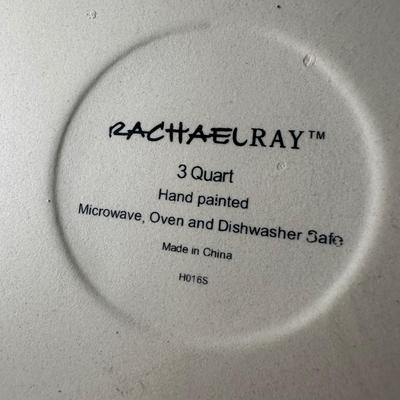 RACHAELRAY™
3 Quart
Hand painted
Microwave, Oven and Dishwasher Safe
Made in China
H016S